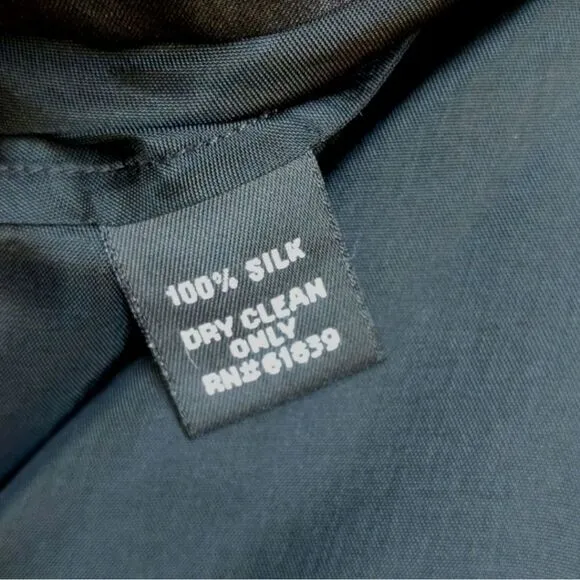 100% SILK
DRY CLEAN
ONLY
RN# 61639